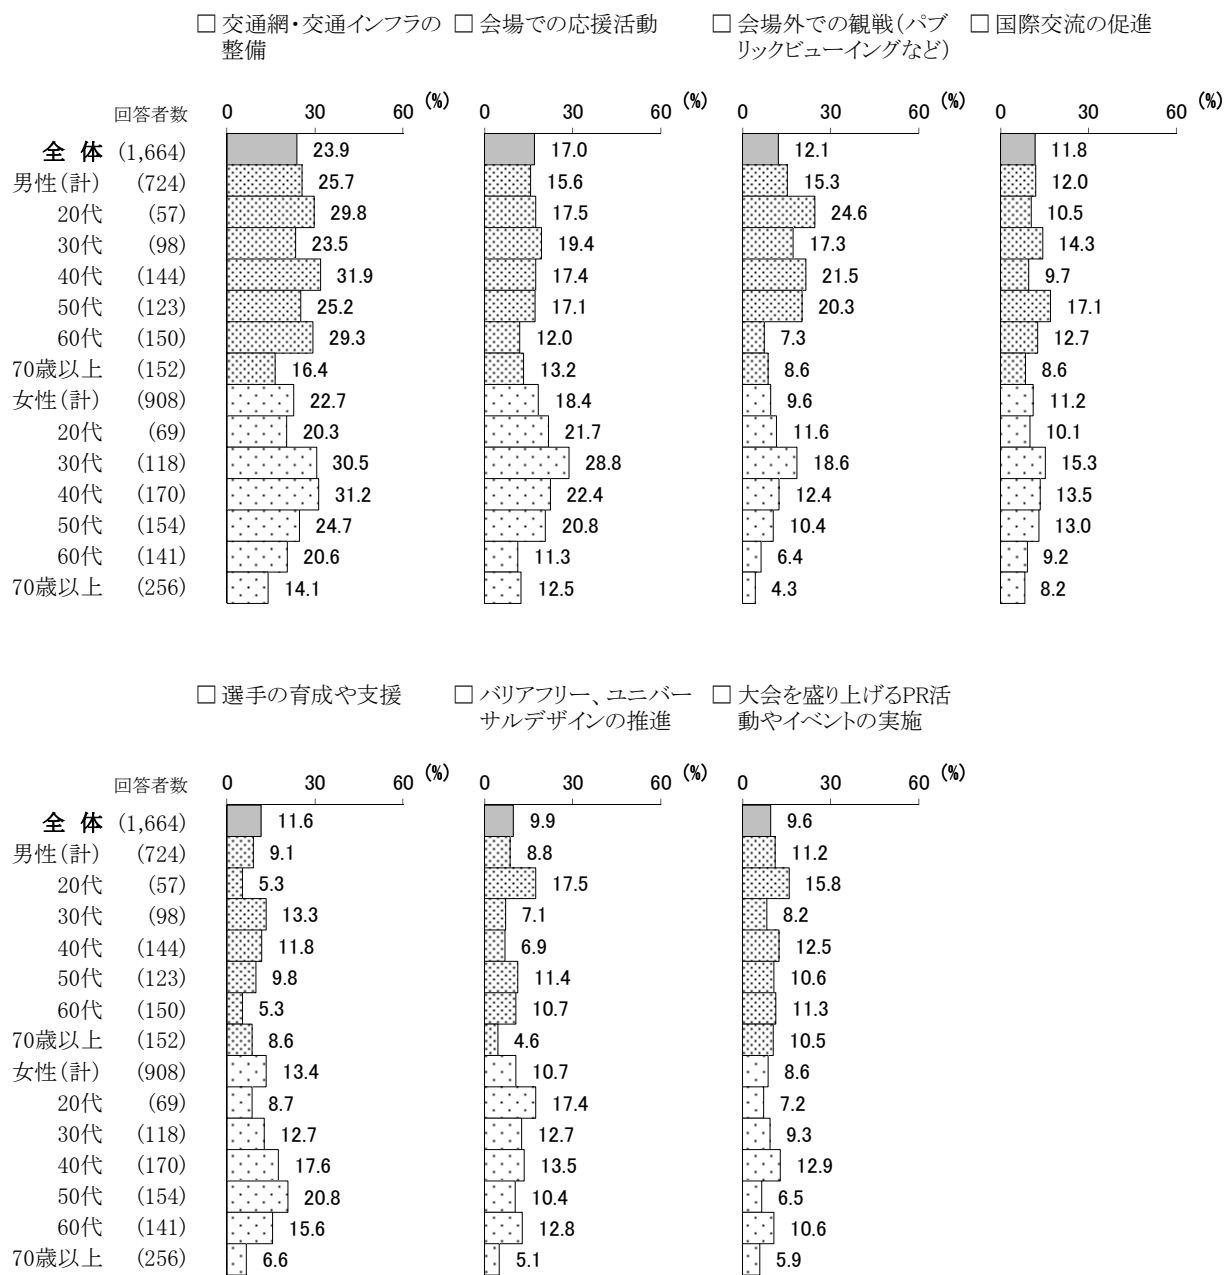 □ 交通網・交通インフラの □ 会場での応援活動 □ 会場外での観戦(パブ □ 国際交流の促進
整備 リックビューイングなど)
回答者数 0 30 60 (%) 0 30 60 (%) 0 30 60 (%) 0 30 60 (%)
全 体 (1,664) 23.9 17.0 12.1 11.8
男性(計) (724) 25.7 15.6 15.3 12.0
20代 (57) 29.8 17.5 24.6 10.5
30代 (98) 23.5 19.4 17.3 14.3
40代 (144) 31.9 17.4 21.5 9.7
50代 (123) 25.2 17.1 20.3 17.1
60代 (150) 29.3 12.0 7.3 12.7
70歳以上 (152) 16.4 13.2 8.6 8.6
女性(計) (908) 22.7 18.4 9.6 11.2
20代 (69) 20.3 21.7 11.6 10.1
30代 (118) 30.5 28.8 18.6 15.3
40代 (170) 31.2 22.4 12.4 13.5
50代 (154) 24.7 20.8 10.4 13.0
60代 (141) 20.6 11.3 6.4 9.2
70歳以上 (256) 14.1 12.5 4.3 8.2
□ 選手の育成や支援 □ バリアフリー、ユニバー □ 大会を盛り上げるPR活
サルデザインの推進 動やイベントの実施
回答者数 0 30 60 (%) 0 30 60 (%) 0 30 60 (%)
全 体 (1,664) 11.6 9.9 9.6
男性(計) (724) 9.1 8.8 11.2
20代 (57) 5.3 17.5 15.8
30代 (98) 13.3 7.1 8.2
40代 (144) 11.8 6.9 12.5
50代 (123) 9.8 11.4 10.6
60代 (150) 5.3 10.7 11.3
70歳以上 (152) 8.6 4.6 10.5
女性(計) (908) 13.4 10.7 8.6
20代 (69) 8.7 17.4 7.2
30代 (118) 12.7 12.7 9.3
40代 (170) 17.6 13.5 12.9
50代 (154) 20.8 10.4 6.5
60代 (141) 15.6 12.8 10.6
70歳以上 (256) 6.6 5.1 5.9